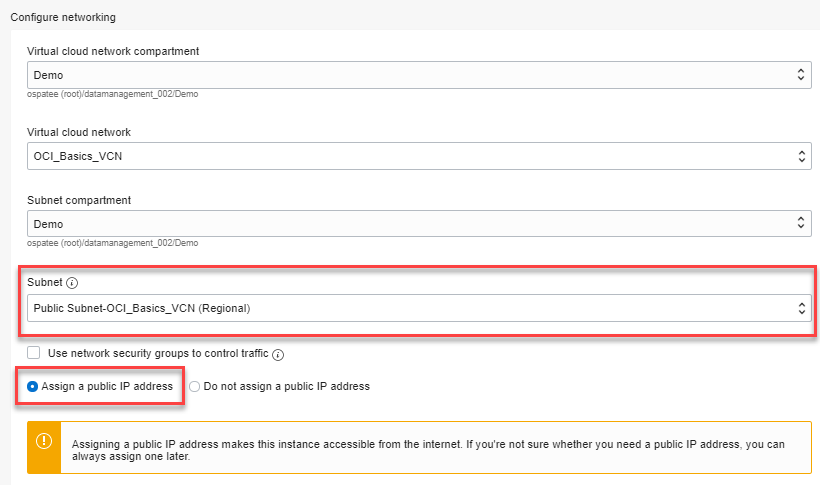 Configure networking
Virtual cloud network compartment
Demo
ospatee (root)/datamanagement_002/Demo
Virtual cloud network
OCI_Basics_VCN
Subnet compartment
Demo
ospatee (root)/datamanagement_002/Demo
Subnet
Public Subnet-OCI_Basics_VCN (Regional)
Use network security groups to control traffic
Assign a public IP address Do not assign a public IP address
Assigning a public IP address makes this instance accessible from the internet. If you're not sure whether you need a public IP address, you can
always assign one later.